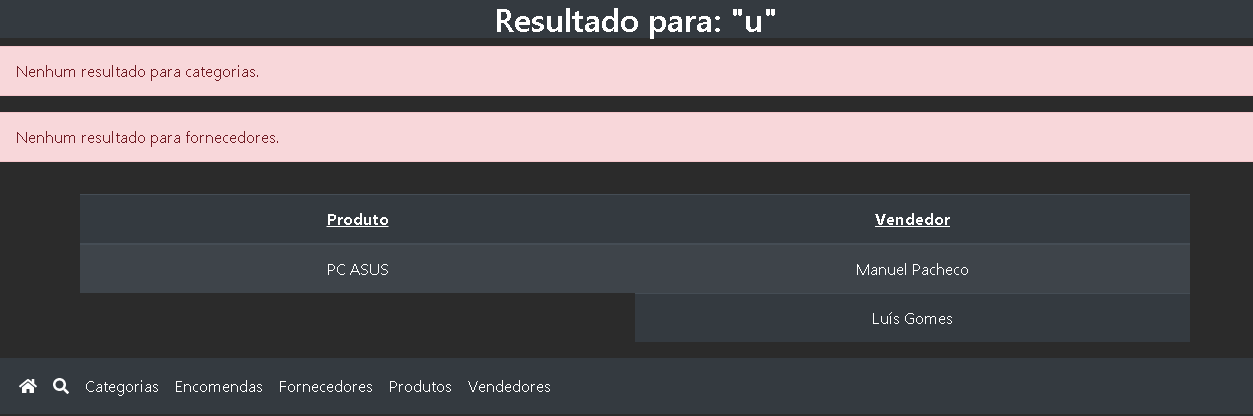 Resultado para: "u"
Nenhum resultado para categorias.
Nenhum resultado para fornecedores.
Produto Vendedor
PC ASUS Manuel Pacheco
Luís Gomes
Categorias Encomendas Fornecedores Produtos Vendedores